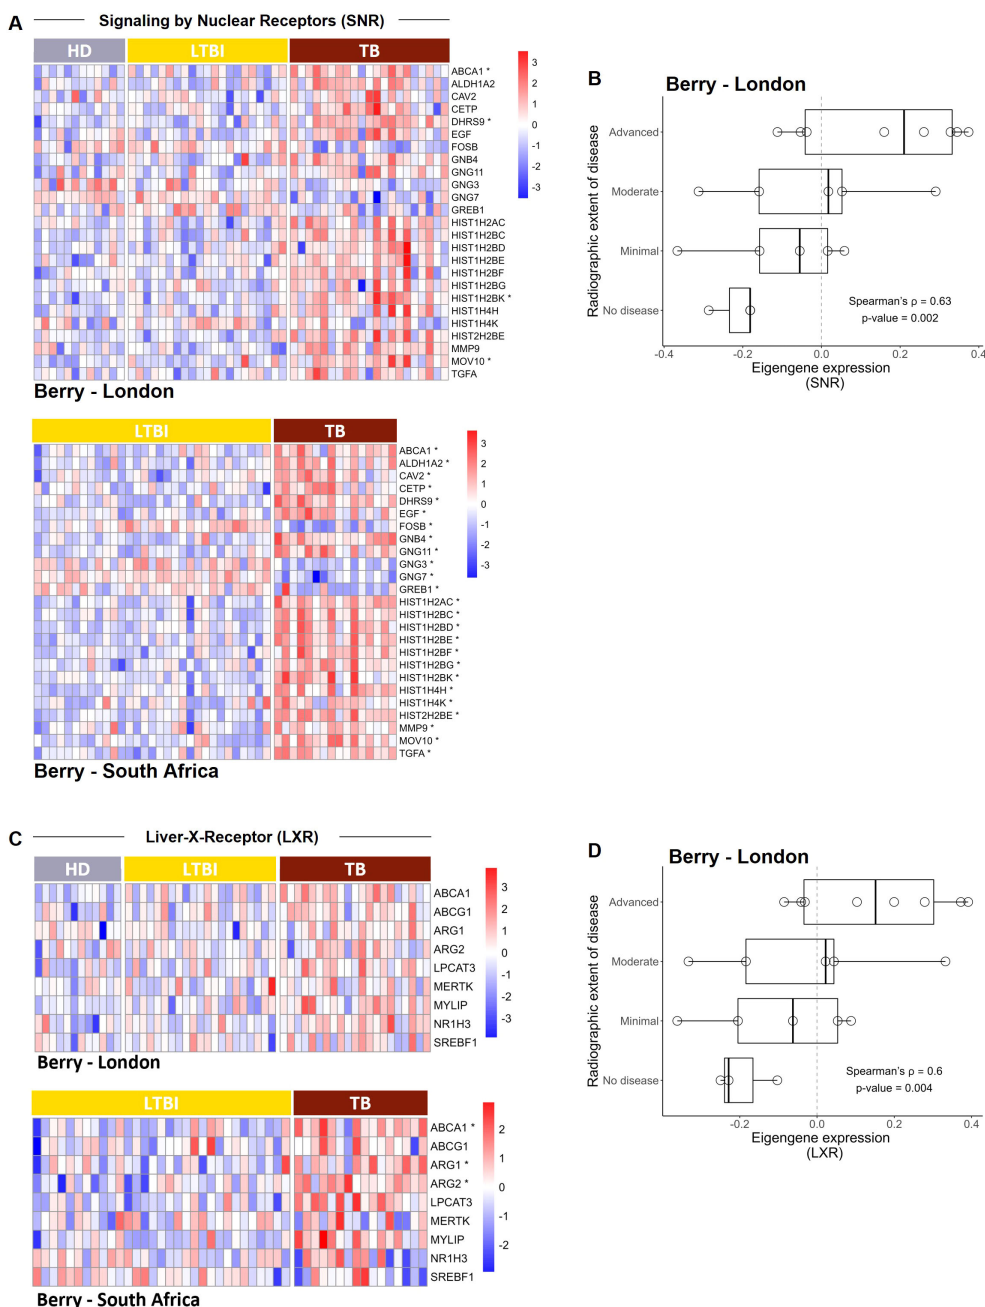 A
Signaling by Nuclear Receptors (SNR)
HD
LTBI
TB
ABCA1 *
ALDH1A2
CAV2
CETP
DHRS9 *
EGF
FOSB
GNB4
GNG11
GNG3
GNG7
GREB1
HIST1H2AC
HIST1H2BC
HIST1H2BD
HIST1H2BE
HIST1H2BF
HIST1H2BG
HIST1H2BK *
HIST1H4H
HIST1H4K
HIST2H2BE
MMP9
MOV10 *
TGFA
3
2
1
0
-1
-2
-3
Berry - London
B
Berry - London
Radiographic extent of disease
Advanced
Moderate
Minimal
No disease
Spearman's ρ = 0.63
p-value = 0.002
-0.4
-0.2
0.0
0.2
0.4
Eigengene expression
(SNR)
LTBI
TB
ABCA1 *
ALDH1A2 *
CAV2 *
CETP *
DHRS9 *
EGF *
FOSB *
GNB4 *
GNG11 *
GNG3 *
GNG7 *
GREB1 *
HIST1H2AC *
HIST1H2BC *
HIST1H2BD *
HIST1H2BE *
HIST1H2BF *
HIST1H2BG *
HIST1H2BK *
HIST1H4H *
HIST1H4K *
HIST2H2BE *
MMP9 *
MOV10 *
TGFA *
3
2
1
0
-1
-2
-3
Berry - South Africa
C
Liver-X-Receptor (LXR)
HD
LTBI
TB
ABCA1
ABCG1
ARG1
ARG2
LPCAT3
MERTK
MYLIP
NR1H3
SREBF1
3
2
1
0
-1
-2
-3
Berry - London
D
Berry - London
Radiographic extent of disease
Advanced
Moderate
Minimal
No disease
Spearman's ρ = 0.6
p-value = 0.004
-0.2
0.0
0.2
0.4
Eigengene expression
(LXR)
LTBI
TB
ABCA1 *
ABCG1
ARG1 *
ARG2 *
LPCAT3
MERTK
MYLIP
NR1H3
SREBF1
2
1
0
-1
-2
Berry - South Africa